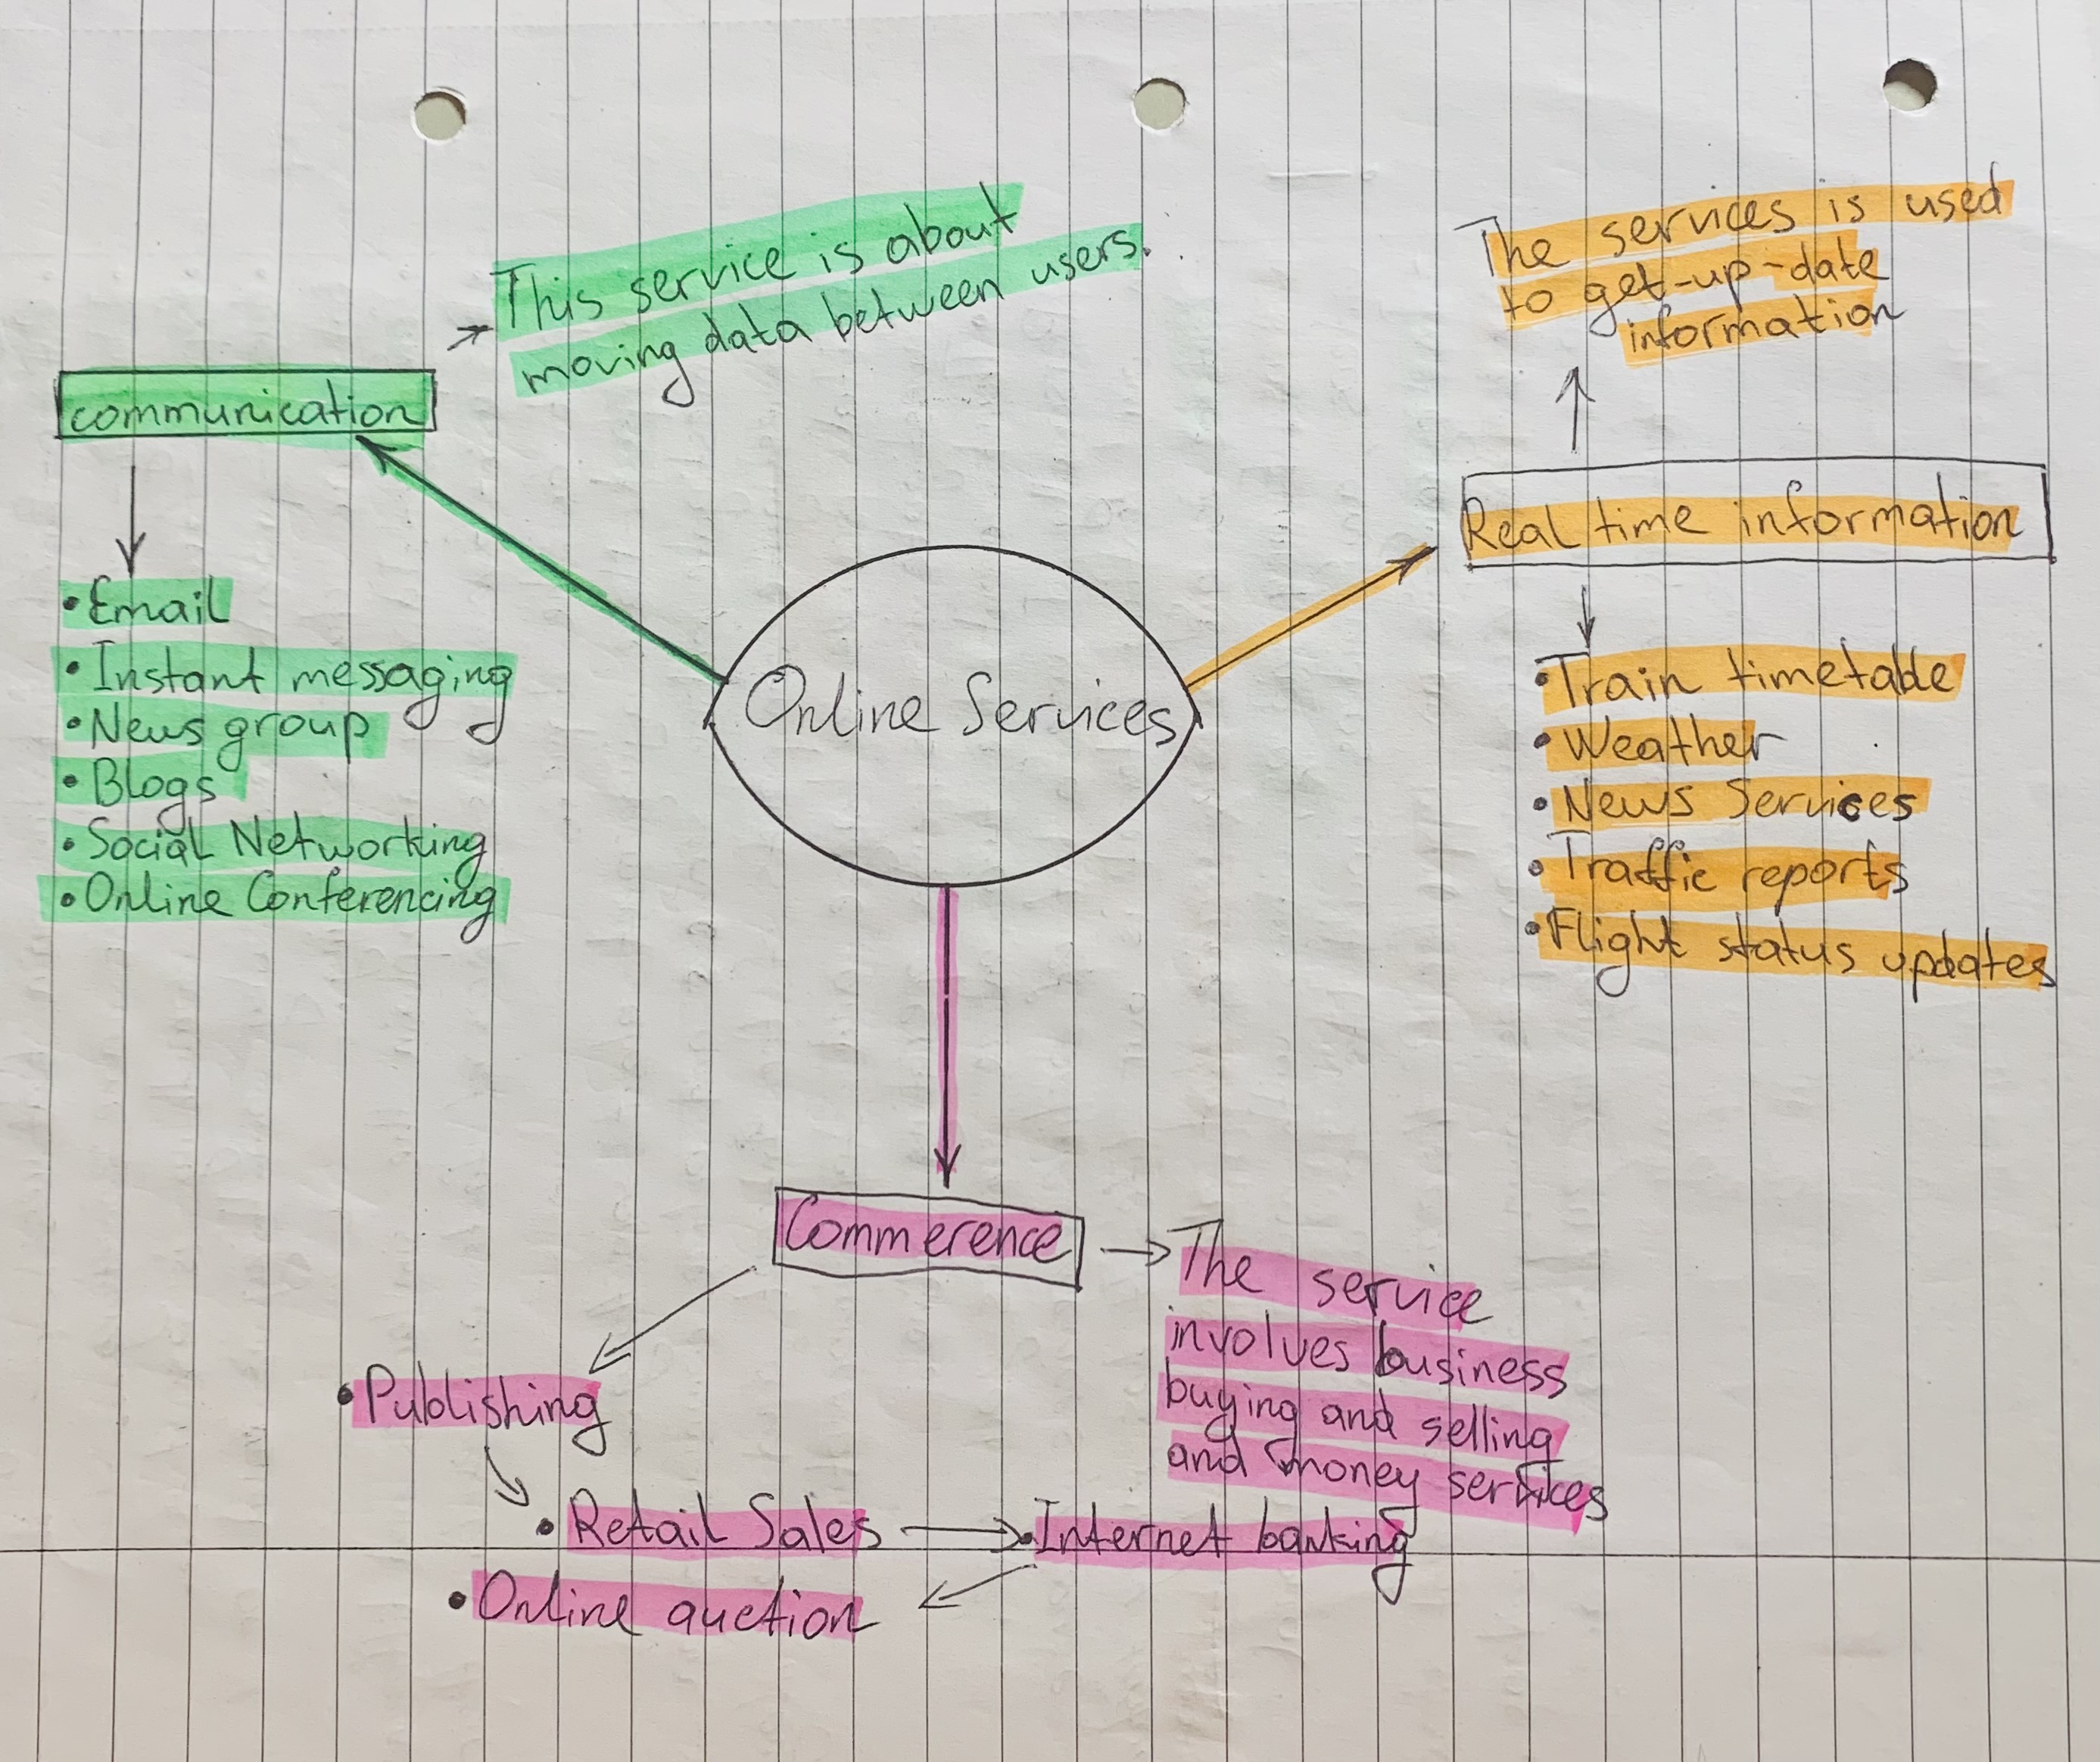 This service is about
moving data between users.
communication
• Email
• Instant messaging
• News group
• Blogs
• Social Networking
• Online Conferencing
Online Services
The services is used
to get-up-date
information
Real time information
• Train timetable
• Weather
• News Services
• Traffic reports
• Flight status updates
Commerence
The service
involves business
buying and selling
and money services
• Publishing
• Retail Sales
• Internet banking
• Online auction